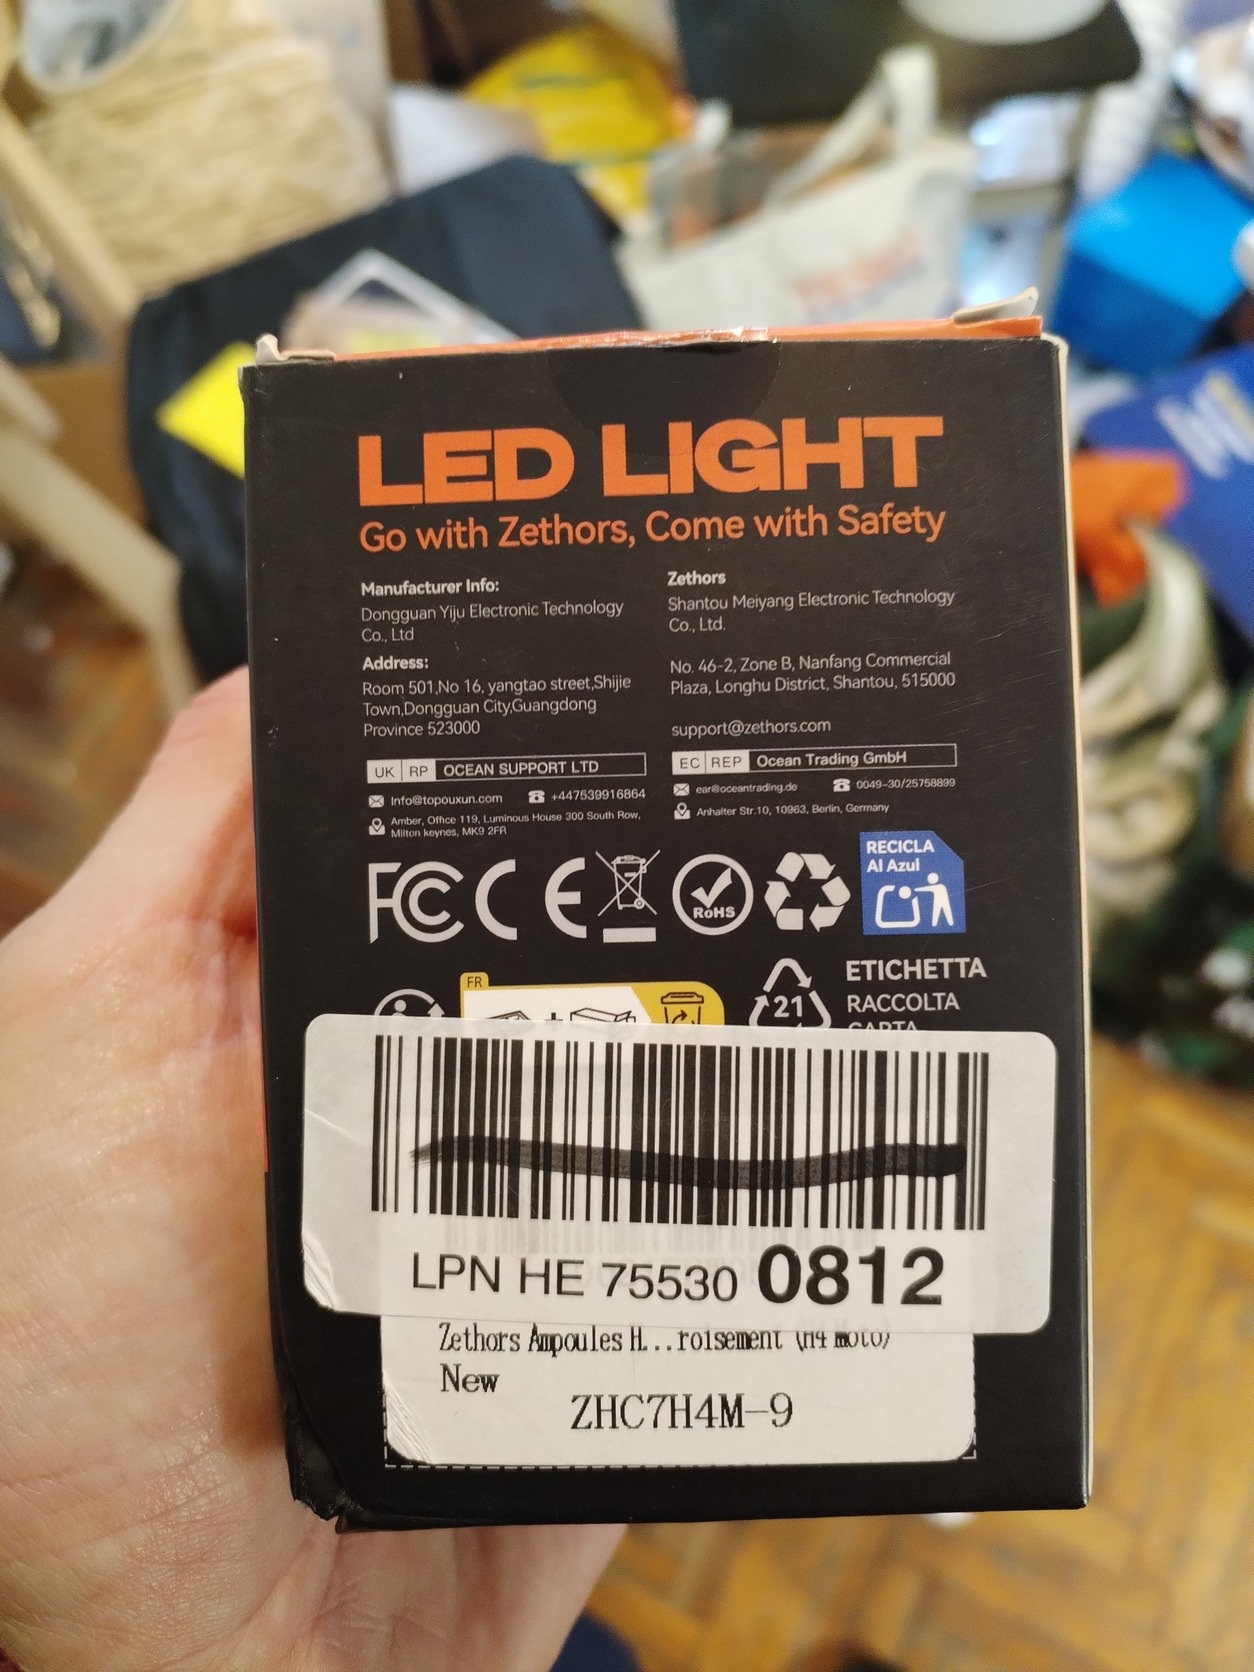 LED LIGHT
Go with Zethors, Come with Safety
Manufacturer Info:
Dongguan Yiju Electronic Technology
Co., Ltd
Address:
Room 501,No 16, yangtao street,Shijie
Town,Dongguan City,Guangdong
Province 523000
Zethors
Shantou Meiyang Electronic Technology
Co., Ltd.
No. 46-2, Zone B, Nanfang Commercial
Plaza, Longhu District, Shantou, 515000
support@zethors.com
UK RP OCEAN SUPPORT LTD
Info@topouxun.com +447539916864
Amber, Office 119, Luminous House 300 South Row,
Milton keynes, MK9 2FR
EC REP Ocean Trading GmbH
ear@oceantrading.de 0049-30/25758899
Anhalter Str.10, 10963, Berlin, Germany
FC CE
RoHS
RECICLA
Al Azul
FR
21
ETICHETTA
RACCOLTA
CARTA
LPN HE 75530 0812
Zethors Ampoules H...roisement (H4 Moto)
New
ZHC7H4M-9